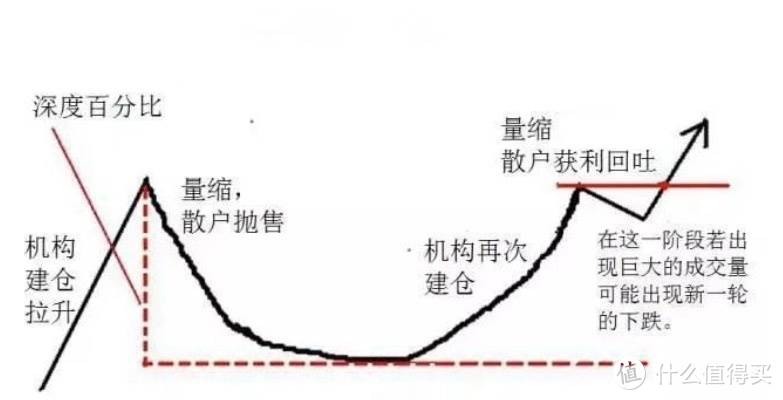 深度百分比
量缩，
散户抛售
机构
建仓
拉升
机构再次
建仓
量缩
散户获利回吐
在这一阶段若出
现巨大的成交量
可能出现新一轮
的下跌。
值 什么值得买